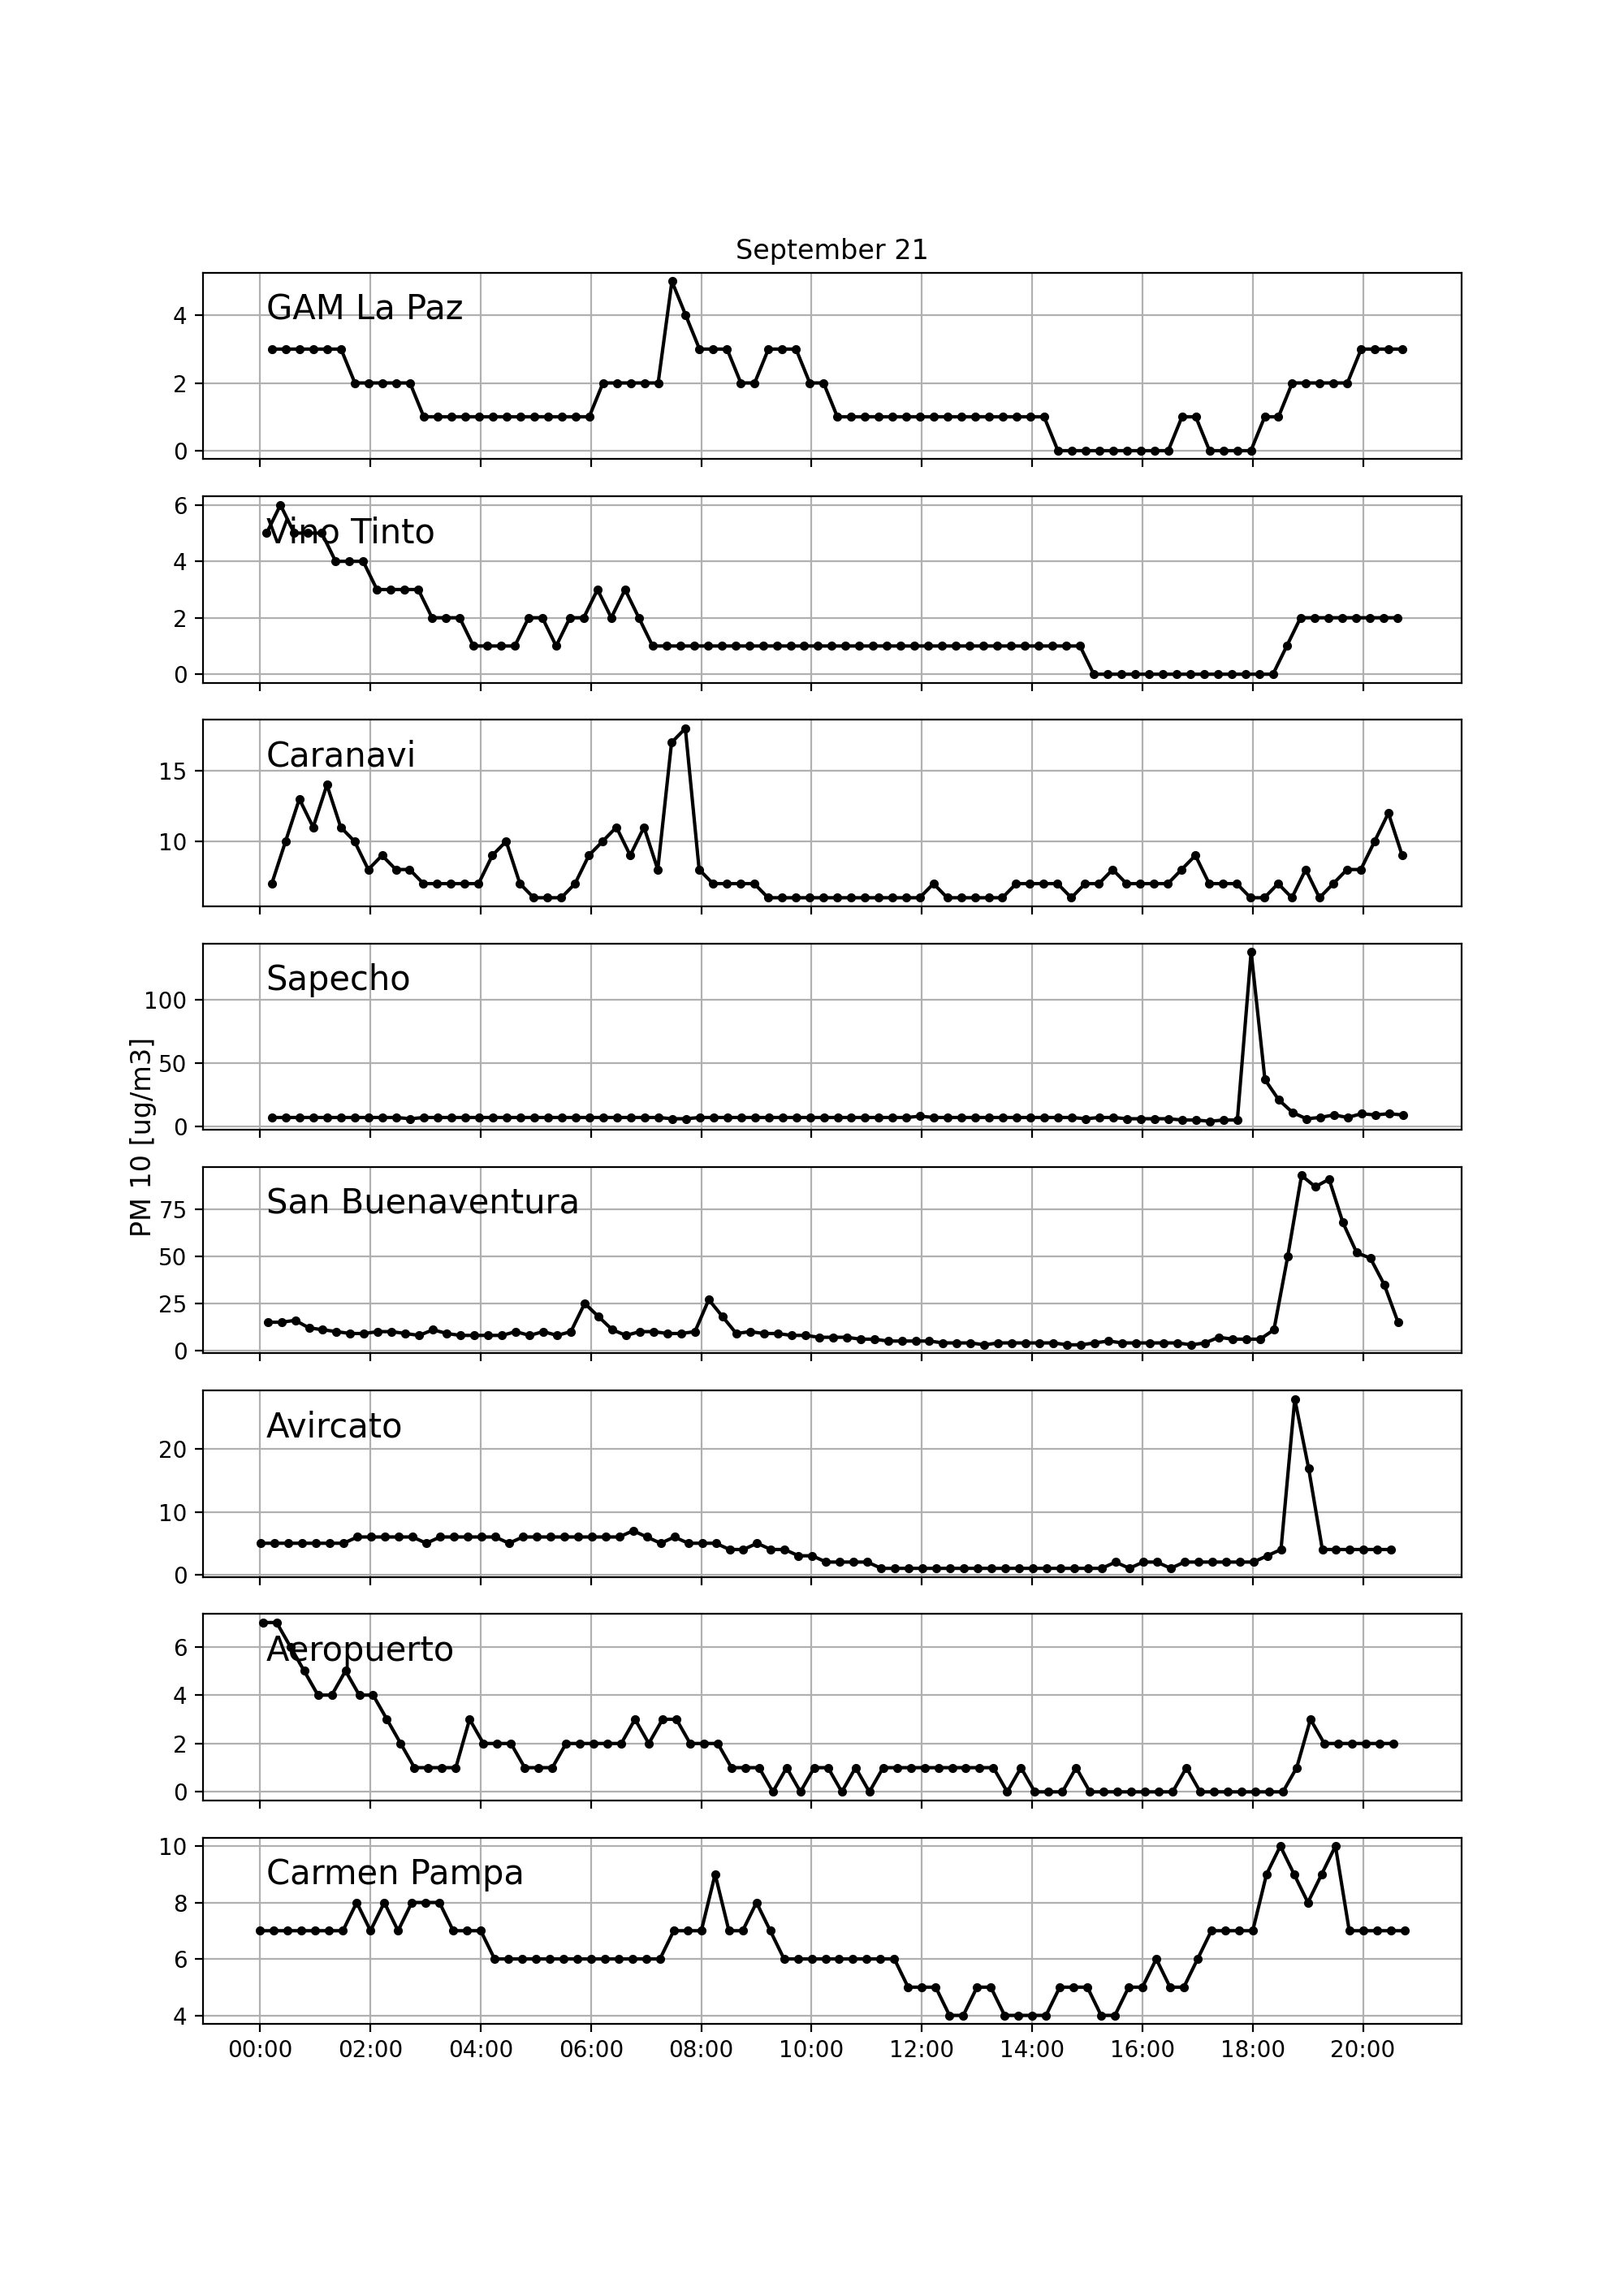 September 21
GAM La Paz
4
2
0
Vino Tinto
6
4
2
0
Caranavi
15
10
Sapecho
100
50
0
PM 10 [ug/m3]
San Buenaventura
75
50
25
0
Avircato
20
10
0
Aeropuerto
6
4
2
0
Carmen Pampa
10
8
6
4
00:00 02:00 04:00 06:00 08:00 10:00 12:00 14:00 16:00 18:00 20:00